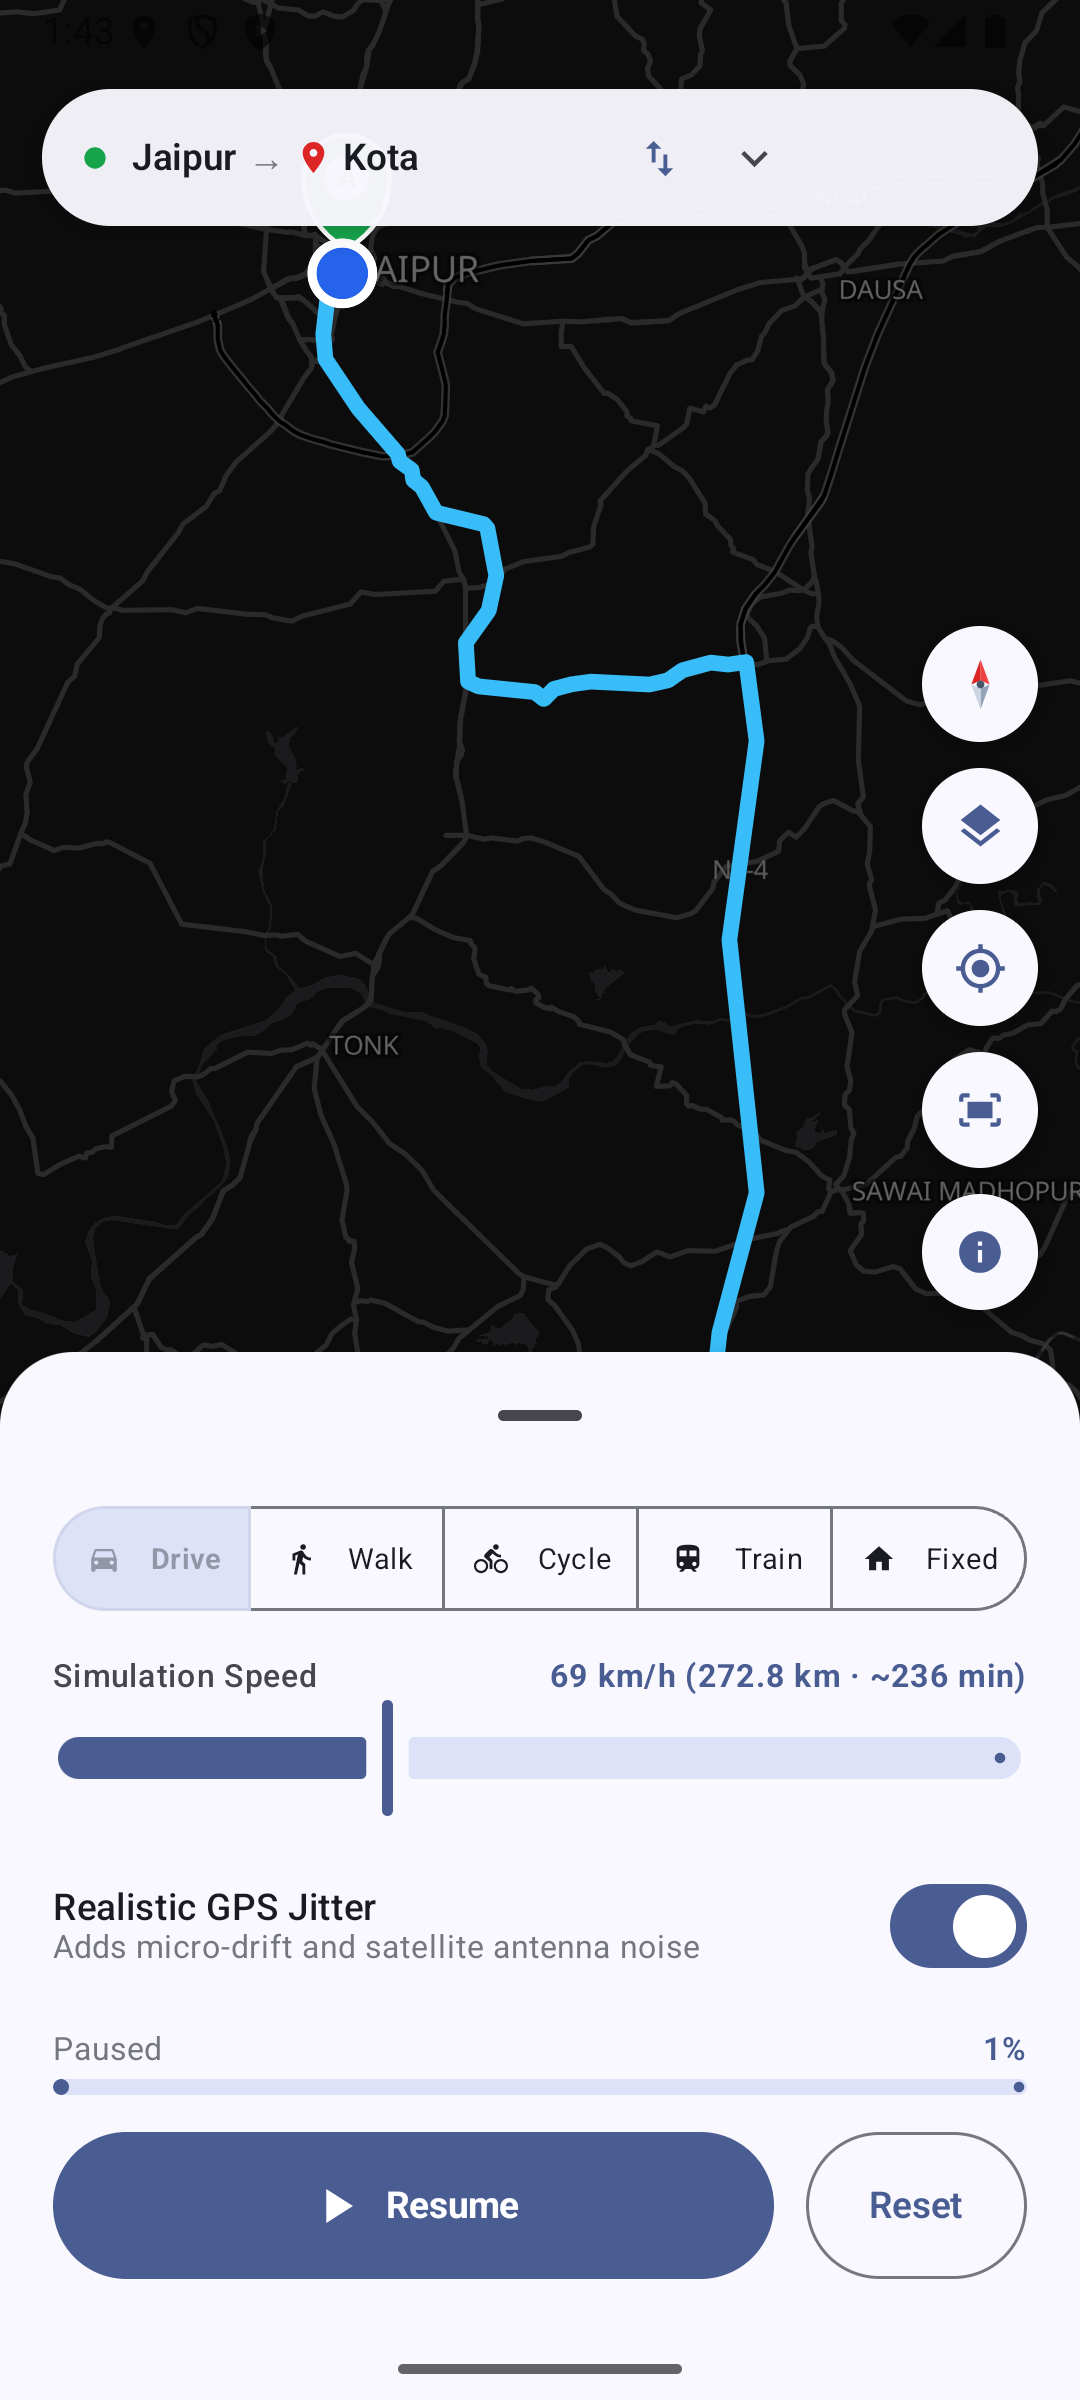 1:43
Jaipur → Kota
AIPUR
DAUSA
TONK
SAWAI MADHOPUR
Drive Walk Cycle Train Fixed
Simulation Speed 69 km/h (272.8 km · ~236 min)
Realistic GPS Jitter
Adds micro-drift and satellite antenna noise
Paused 1%
Resume Reset